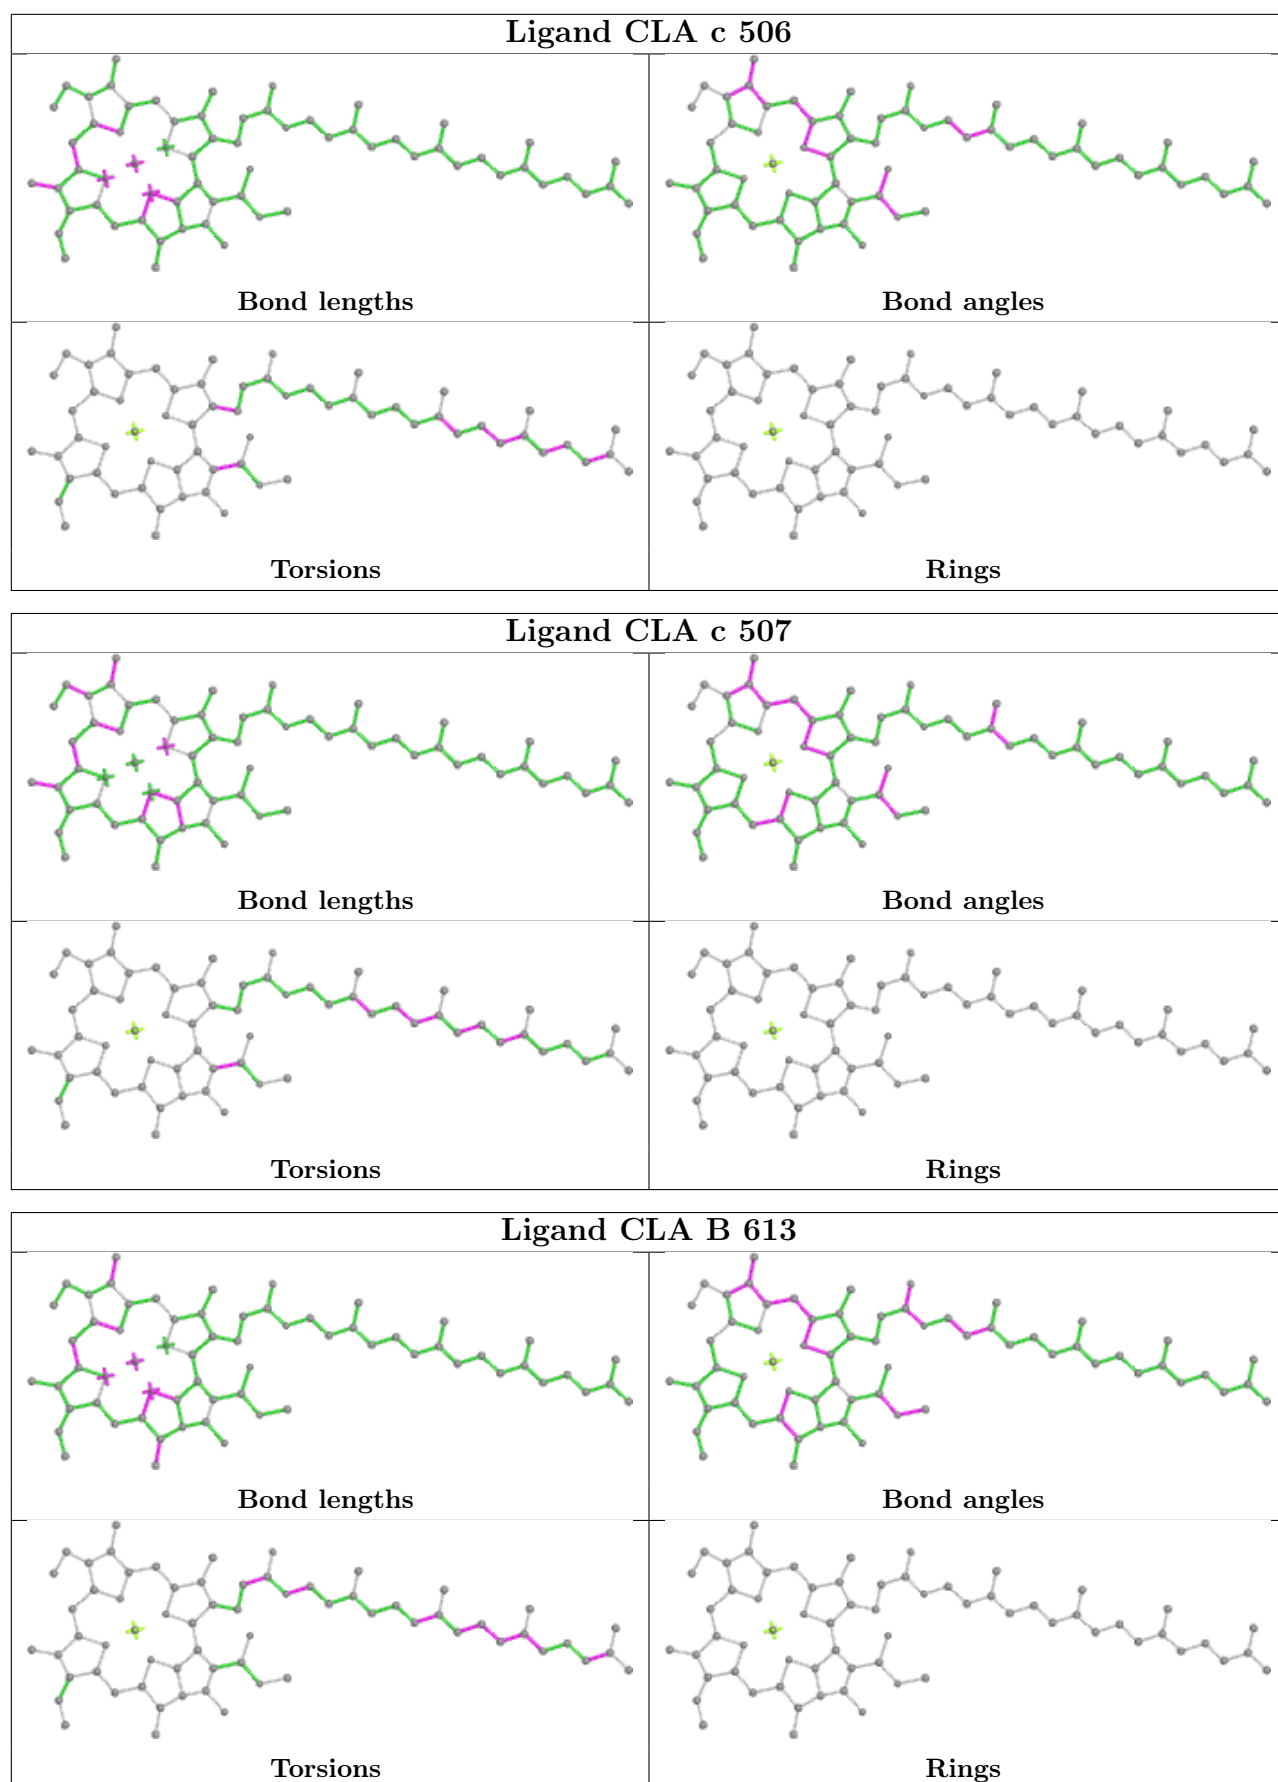 Ligand CLA c 506
Bond lengths
Bond angles
Torsions
Rings
Ligand CLA c 507
Bond lengths
Bond angles
Torsions
Rings
Ligand CLA B 613
Bond lengths
Bond angles
Torsions
Rings